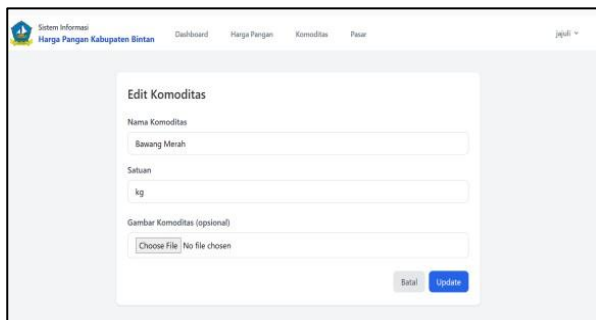 Sistem Informasi
Harga Pangan Kabupaten Bintan
Dashboard Harga Pangan Komoditas Pasar
jajuli
Edit Komoditas
Nama Komoditas
Bawang Merah
Satuan
kg
Gambar Komoditas (opsional)
Choose File No file chosen
Batal Update